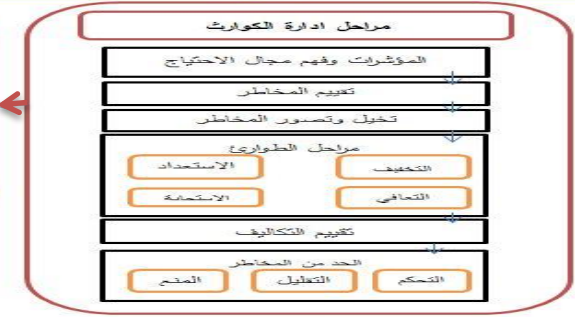 مراحل ادارة الكوارث
المؤشرات وفهم مجال الاحتياج
تقييم المخاطر
تخيل وتصور المخاطر
مراحل الطوارئ
التخفيف
الاستعداد
التعافي
الاستجابة
تقييم التكاليف
الحد من المخاطر
التحكم
التقليل
المنع